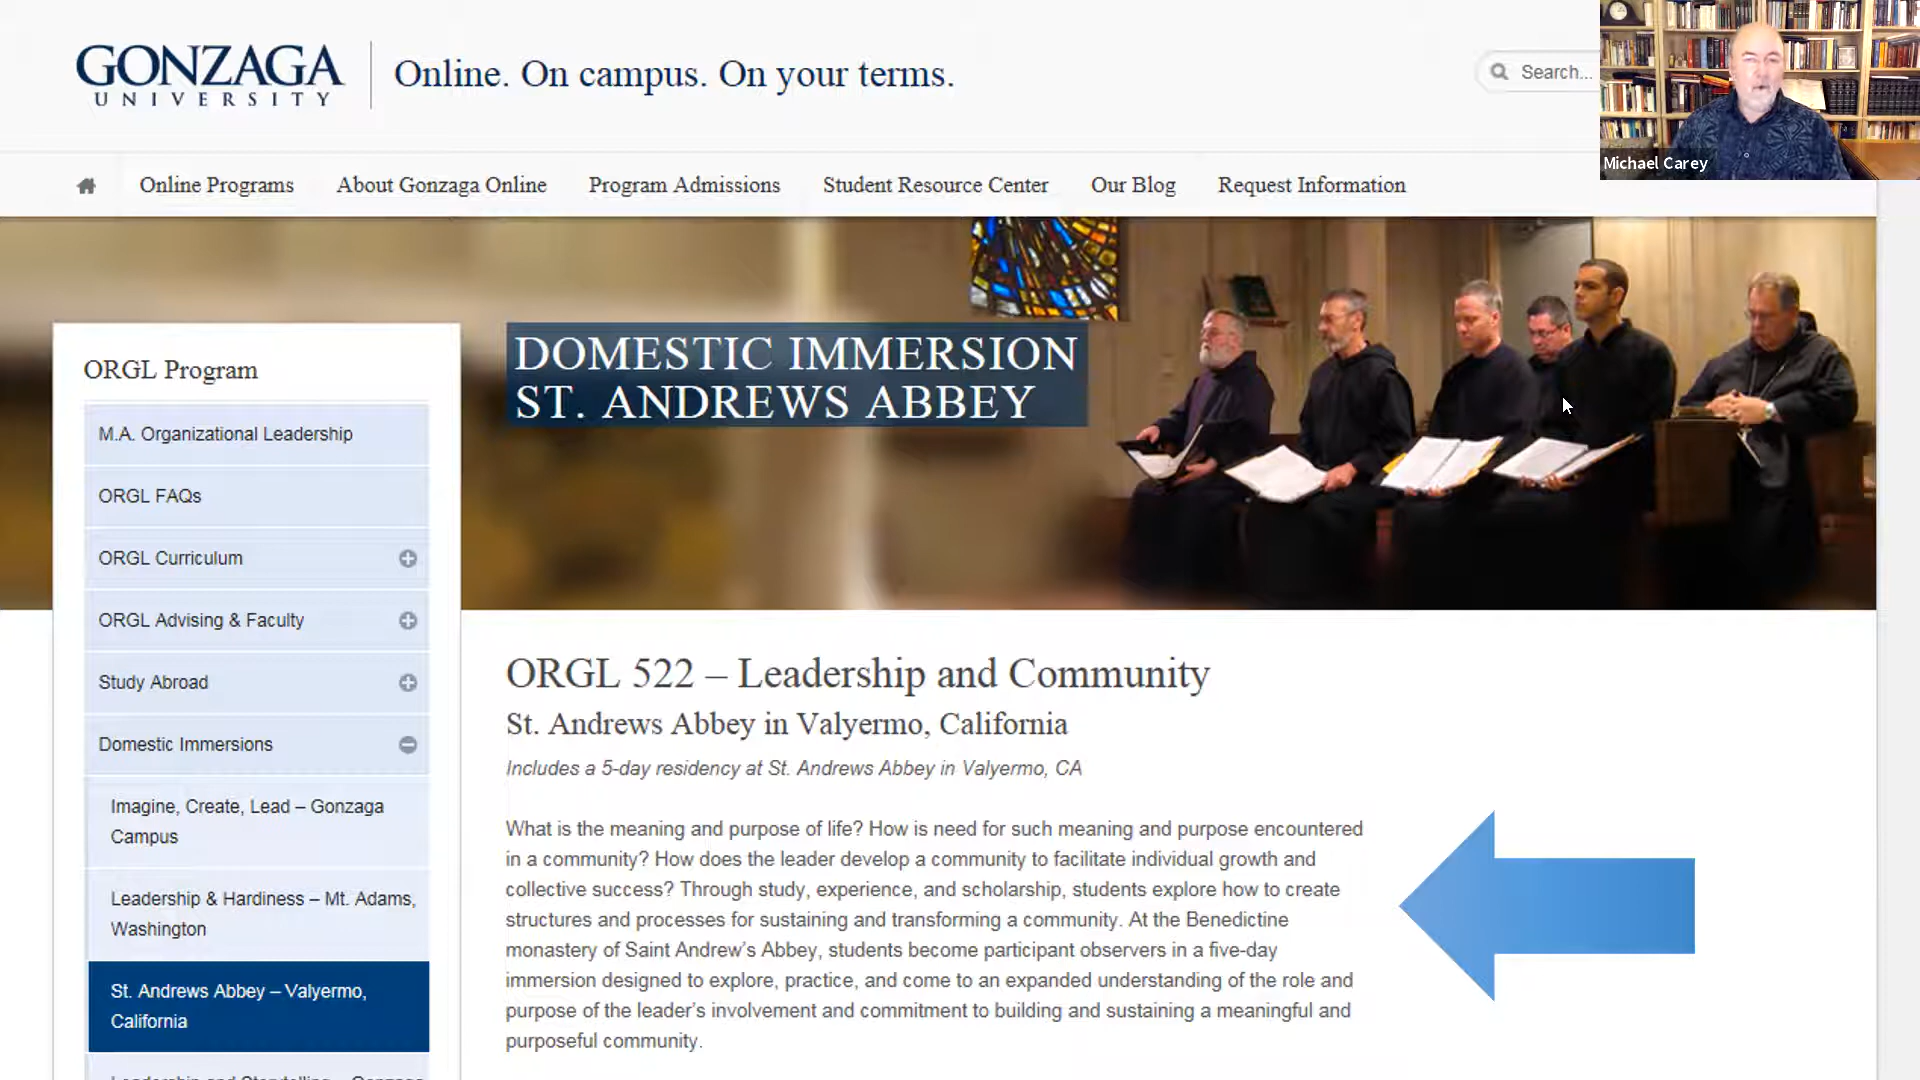 GONZAGA
UNIVERSITY
Online. On campus. On your terms.
Search...
Michael Carey
Online Programs
About Gonzaga Online
Program Admissions
Student Resource Center
Our Blog
Request Information
DOMESTIC IMMERSION
ST. ANDREWS ABBEY
ORGL Program
M.A. Organizational Leadership
ORGL FAQs
ORGL Curriculum
ORGL Advising & Faculty
Study Abroad
Domestic Immersions
Imagine, Create, Lead – Gonzaga
Campus
Leadership & Hardiness – Mt. Adams,
Washington
St. Andrews Abbey – Valyermo,
California
Leadership and Storytelling – Gonzaga
ORGL 522 – Leadership and Community
St. Andrews Abbey in Valyermo, California
Includes a 5-day residency at St. Andrews Abbey in Valyermo, CA
What is the meaning and purpose of life? How is need for such meaning and purpose encountered
in a community? How does the leader develop a community to facilitate individual growth and
collective success? Through study, experience, and scholarship, students explore how to create
structures and processes for sustaining and transforming a community. At the Benedictine
monastery of Saint Andrew’s Abbey, students become participant observers in a five-day
immersion designed to explore, practice, and come to an expanded understanding of the role and
purpose of the leader’s involvement and commitment to building and sustaining a meaningful and
purposeful community.